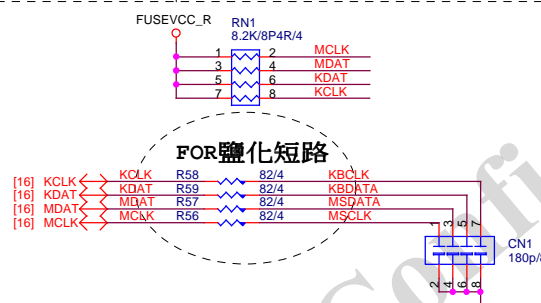 FUSEVCC_R
RN1
8.2K/8P4R/4
1 2 MCLK
3 4 MDAT
5 6 KDAT
7 8 KCLK
FOR鹽化短路
[16] KCLK KCLK R58 82/4 KBCLK
[16] KDAT KDAT R59 82/4 KBDATA
[16] MDAT MDAT R57 82/4 MSDATA
[16] MCLK MCLK R56 82/4 MSCLK
1 3 5 7
CN1
180p/8
2 4 6 8
Confi